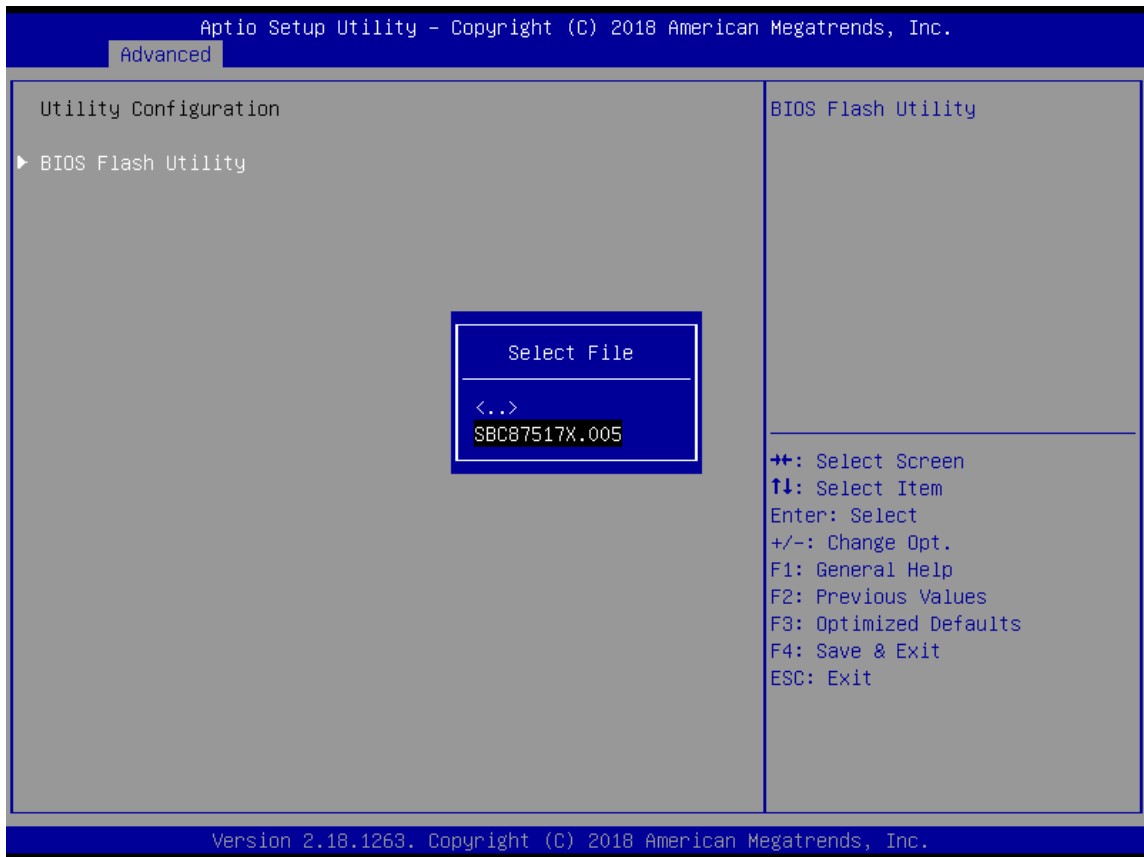 Aptio Setup Utility – Copyright (C) 2018 American Megatrends, Inc.
Advanced
Utility Configuration
BIOS Flash Utility
BIOS Flash Utility
Select File
<..>
SBC87517X.005
→←: Select Screen
↑↓: Select Item
Enter: Select
+/-: Change Opt.
F1: General Help
F2: Previous Values
F3: Optimized Defaults
F4: Save & Exit
ESC: Exit
Version 2.18.1263. Copyright (C) 2018 American Megatrends, Inc.